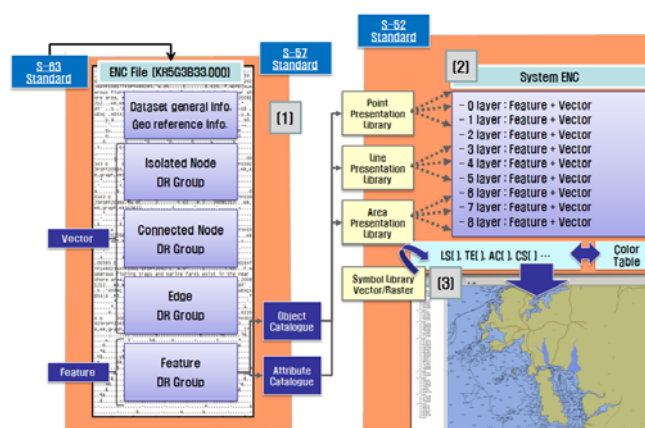 S-63
Standard
S-57
Standard
ENC File (KR5G3B33.000)
Dataset general Info.
Geo reference Info.
[1]
Isolated Node
DR Group
Vector
Connected Node
DR Group
Edge
DR Group
Feature
Feature
DR Group
Object
Catalogue
Attribute
Catalogue
S-52
Standard
[2]
System ENC
Point
Presentation
Library
Line
Presentation
Library
Area
Presentation
Library
- 0 layer : Feature + Vector
- 1 layer : Feature + Vector
- 2 layer : Feature + Vector
- 3 layer : Feature + Vector
- 4 layer : Feature + Vector
- 5 layer : Feature + Vector
- 6 layer : Feature + Vector
- 7 layer : Feature + Vector
- 8 layer : Feature + Vector
LS( ), TE( ), AC( ), CS( ) ...
Color
Table
Symbol Library
Vector/Raster
[3]